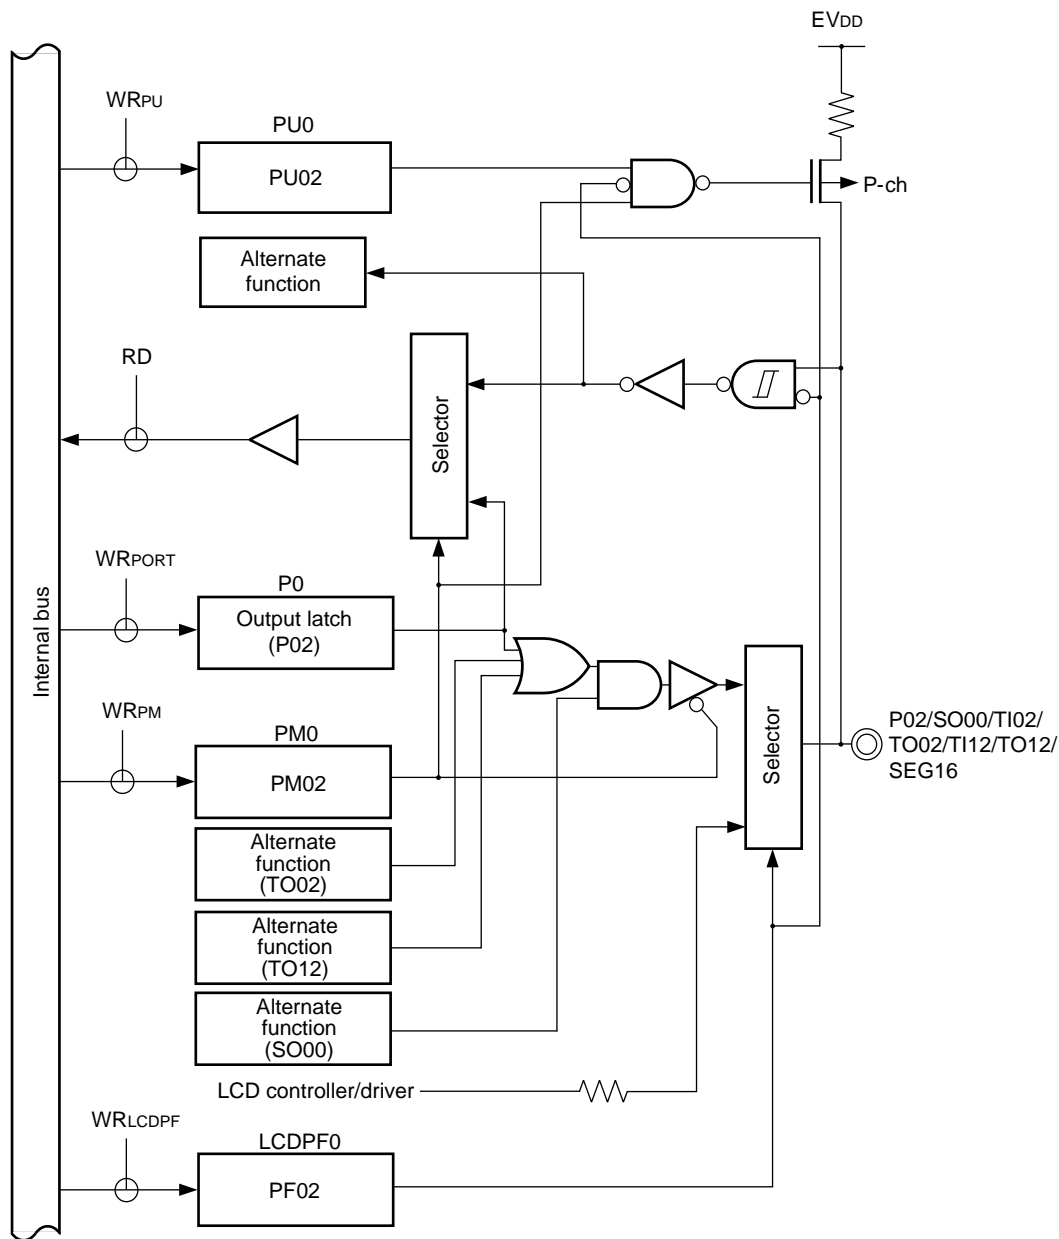 EVDD
WRPU
PU0
PU02
P-ch
Alternate
function
RD
Selector
WRPORT
P0
Output latch
(P02)
Internal bus
WRPM
PM0
PM02
Selector
P02/SO00/TI02/
TO02/TI12/TO12/
SEG16
Alternate
function
(TO02)
Alternate
function
(TO12)
Alternate
function
(SO00)
LCD controller/driver
WRLCDPF
LCDPF0
PF02